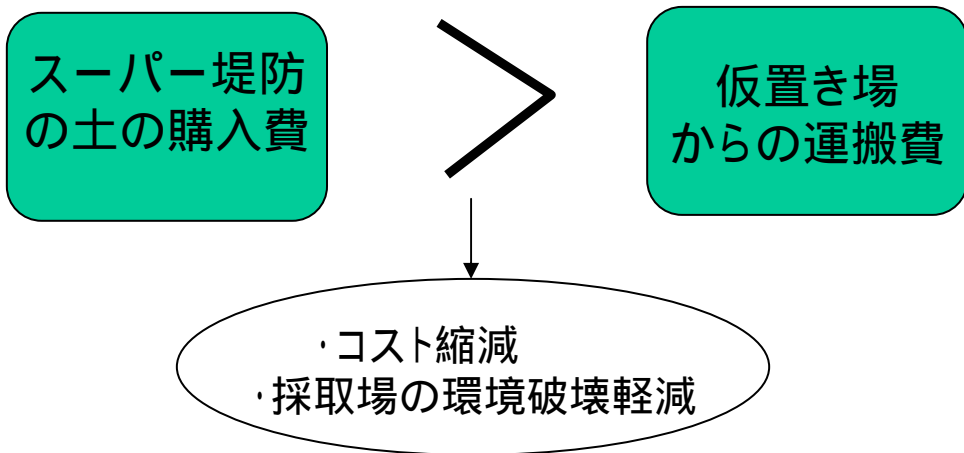 スーパー堤防
の土の購入費
仮置き場
からの運搬費
・コスト縮減
・採取場の環境破壊軽減